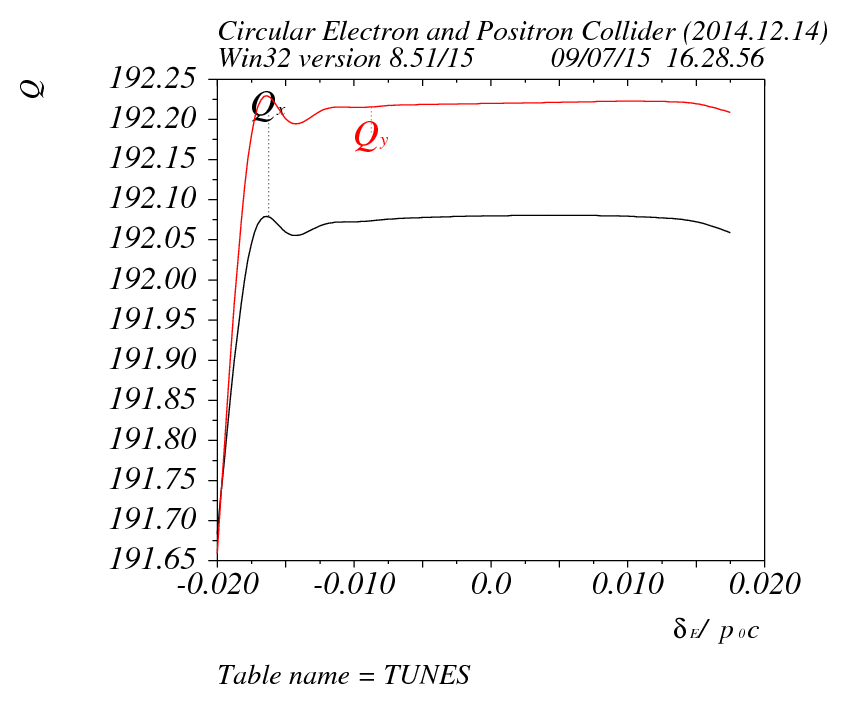 Circular Electron and Positron Collider (2014.12.14)
Win32 version 8.51/15 09/07/15 16.28.56
Q
192.25
192.20
192.15
192.10
192.05
192.00
191.95
191.90
191.85
191.80
191.75
191.70
191.65
Qx
Qy
-0.020 -0.010 0.0 0.010 0.020
δE/ p0c
Table name = TUNES